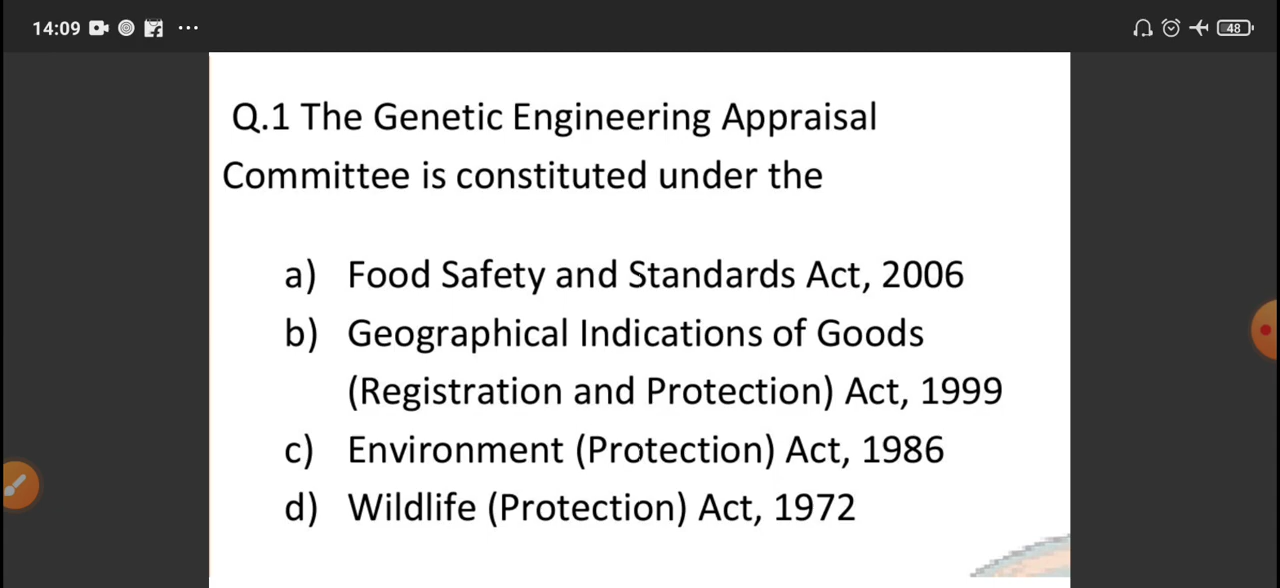 14:09
48
Q.1 The Genetic Engineering Appraisal
Committee is constituted under the
a) Food Safety and Standards Act, 2006
b) Geographical Indications of Goods
(Registration and Protection) Act, 1999
c) Environment (Protection) Act, 1986
d) Wildlife (Protection) Act, 1972